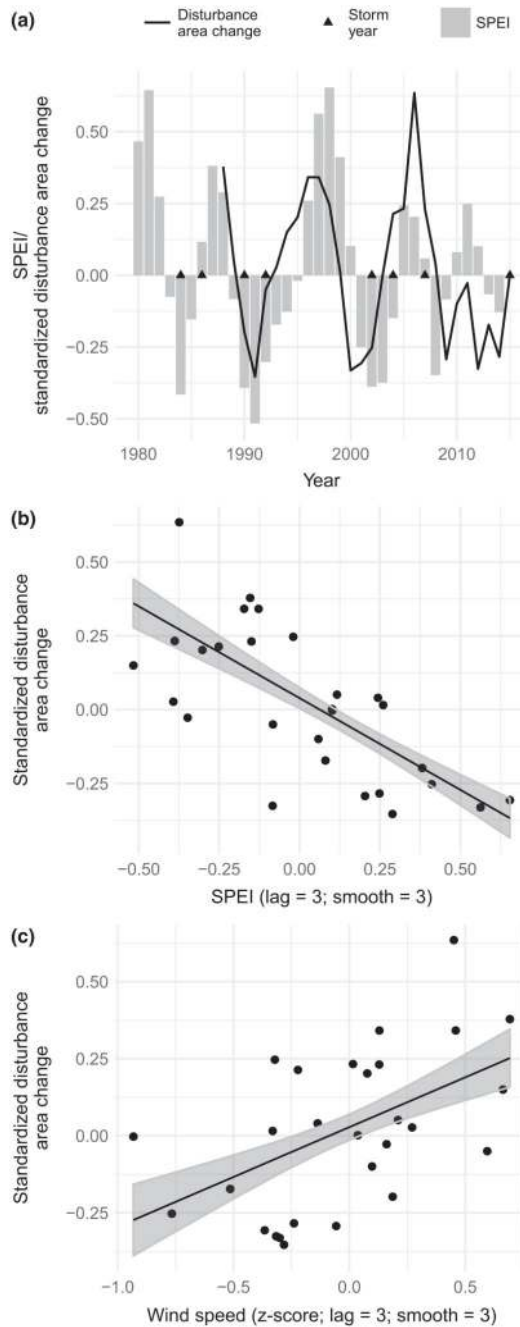 (a)
Disturbance area change
Storm year
SPEI
SPEI/
standardized disturbance area change
0.50
0.25
0.00
−0.25
−0.50
1980 1990 2000 2010
Year
(b)
Standardized disturbance
area change
0.50
0.25
0.00
−0.25
−0.50 −0.25 0.00 0.25 0.50
SPEI (lag = 3; smooth = 3)
(c)
Standardized disturbance
area change
0.50
0.25
0.00
−0.25
−1.0 −0.5 0.0 0.5
Wind speed (z-score; lag = 3; smooth = 3)